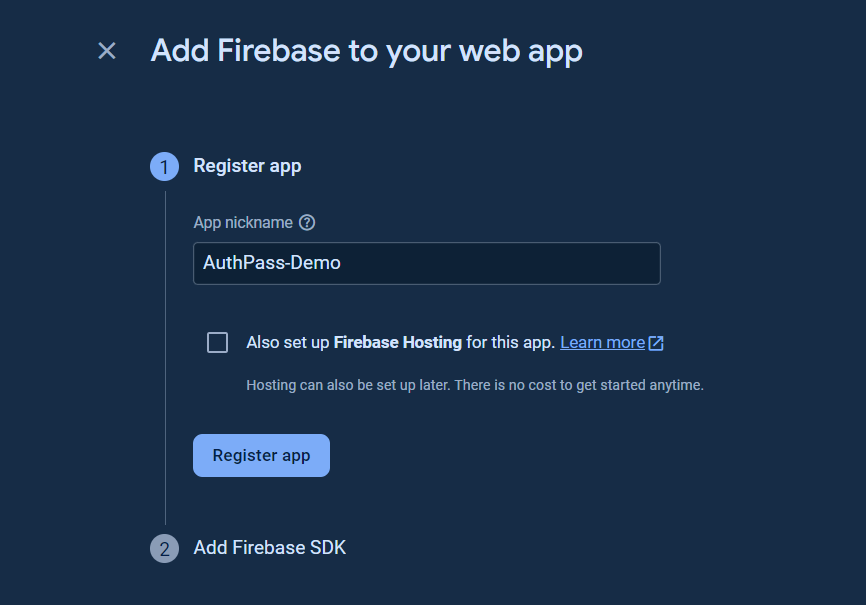 Add Firebase to your web app
1 Register app
App nickname
AuthPass-Demo
Also set up Firebase Hosting for this app. Learn more
Hosting can also be set up later. There is no cost to get started anytime.
Register app
2 Add Firebase SDK